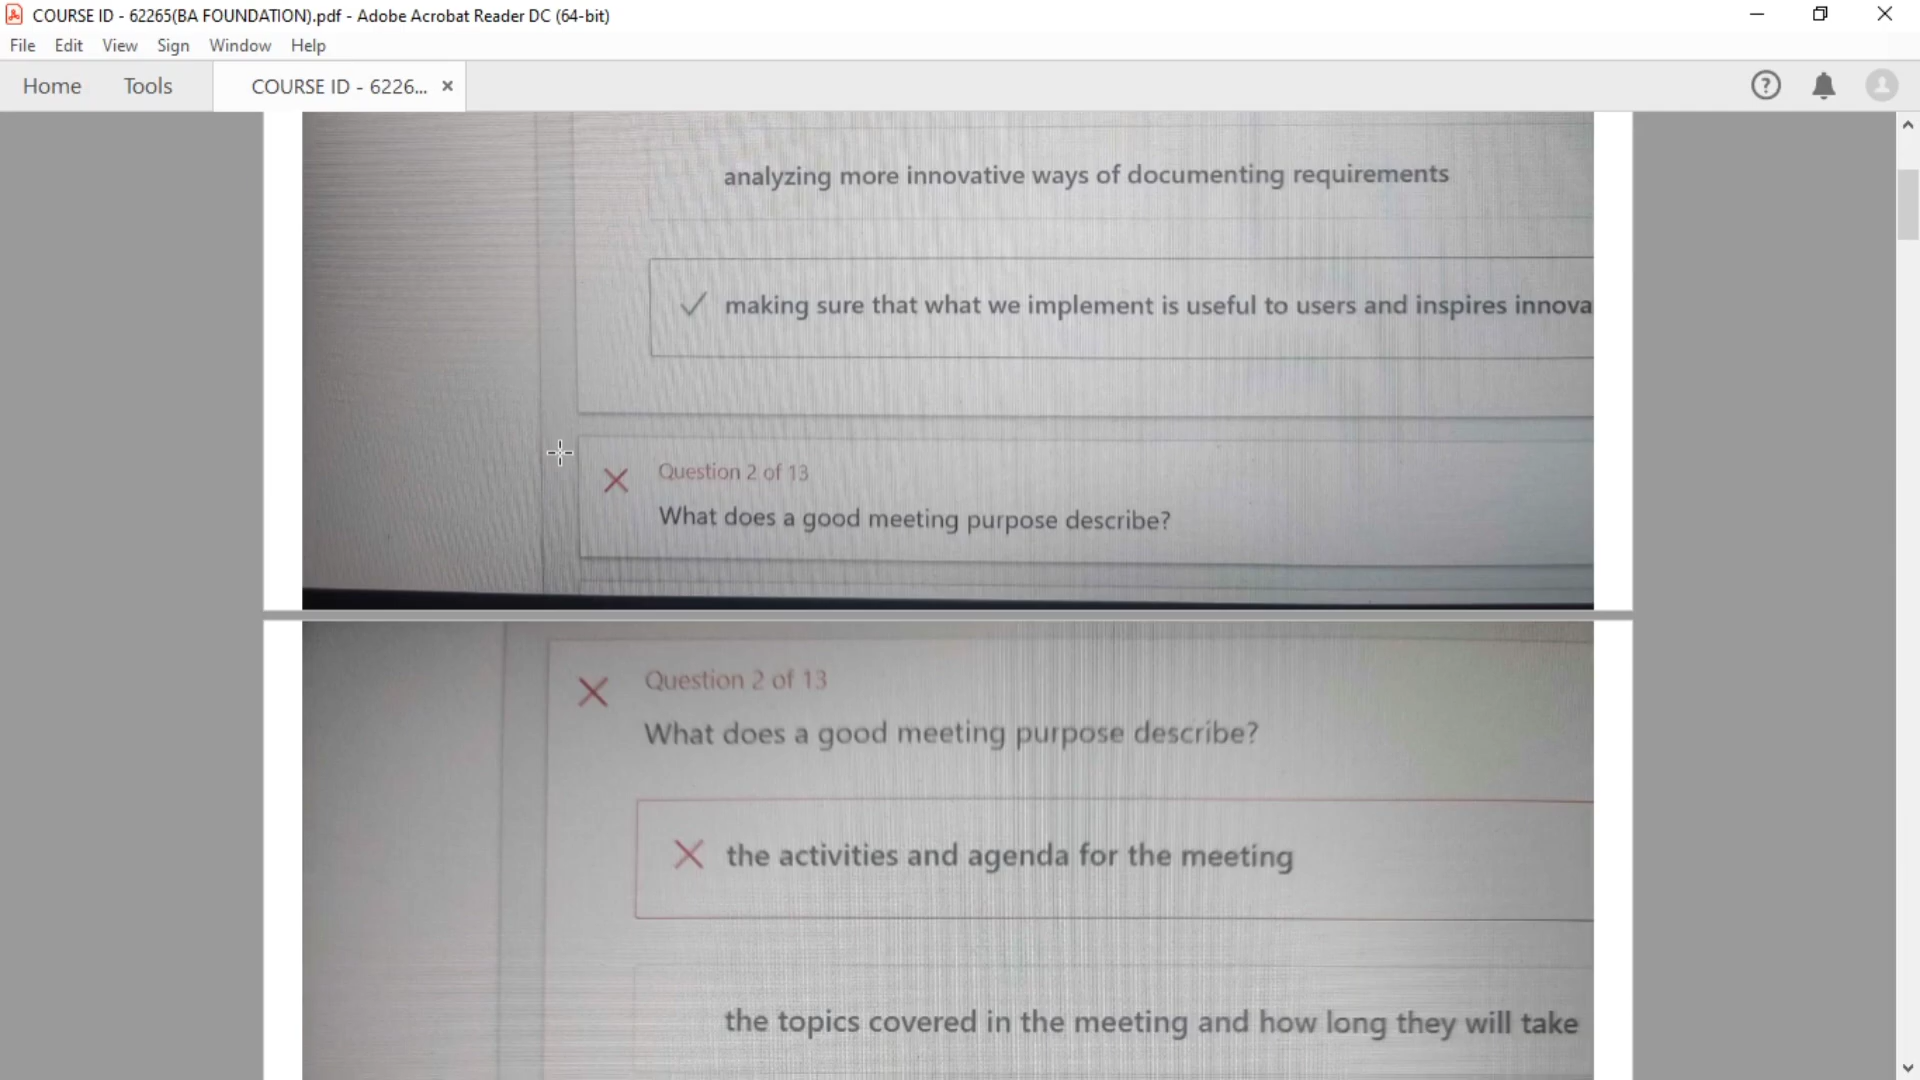 COURSE ID - 62265(BA FOUNDATION).pdf - Adobe Acrobat Reader DC (64-bit)
File Edit View Sign Window Help
Home Tools COURSE ID - 6226... ×
analyzing more innovative ways of documenting requirements
making sure that what we implement is useful to users and inspires innova
Question 2 of 13
What does a good meeting purpose describe?
Question 2 of 13
What does a good meeting purpose describe?
the activities and agenda for the meeting
the topics covered in the meeting and how long they will take